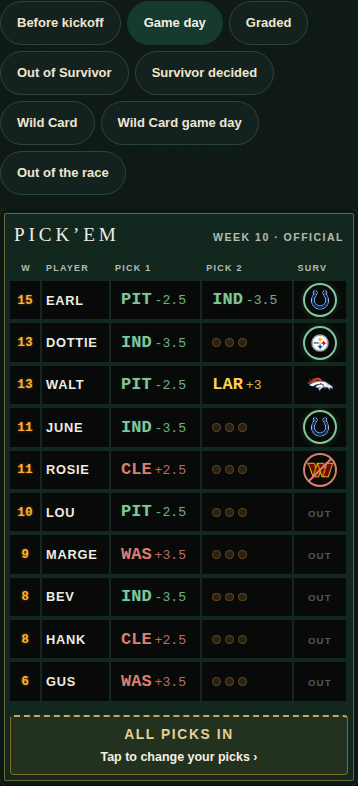 Before kickoff Game day Graded
Out of Survivor Survivor decided
Wild Card Wild Card game day
Out of the race
PICK’EM WEEK 10 · OFFICIAL
W PLAYER PICK 1 PICK 2 SURV
15 EARL PIT -2.5 IND -3.5
13 DOTTIE IND -3.5
13 WALT PIT -2.5 LAR +3
11 JUNE IND -3.5
11 ROSIE CLE +2.5
10 LOU PIT -2.5 OUT
9 MARGE WAS +3.5 OUT
8 BEV IND -3.5 OUT
8 HANK CLE +2.5 OUT
6 GUS WAS +3.5 OUT
ALL PICKS IN
Tap to change your picks ›